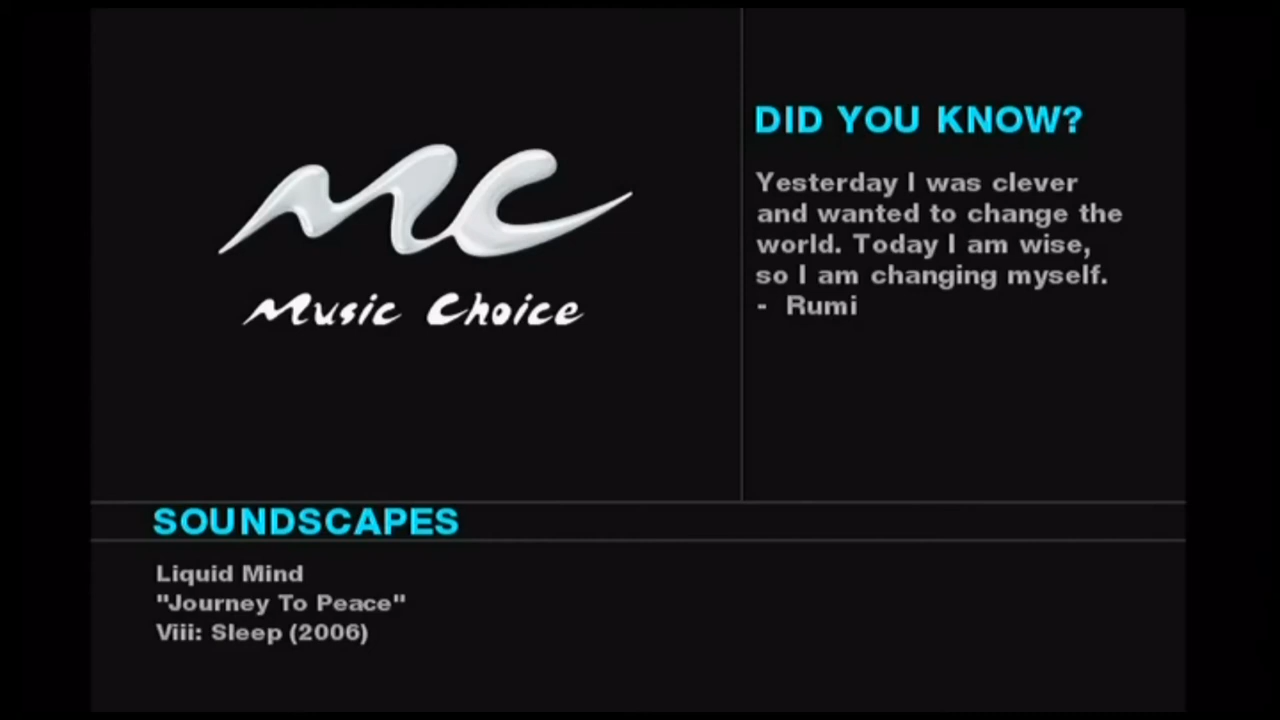 MC
Music Choice
DID YOU KNOW?
Yesterday I was clever
and wanted to change the
world. Today I am wise,
so I am changing myself.
- Rumi
SOUNDSCAPES
Liquid Mind
"Journey To Peace"
Viii: Sleep (2006)